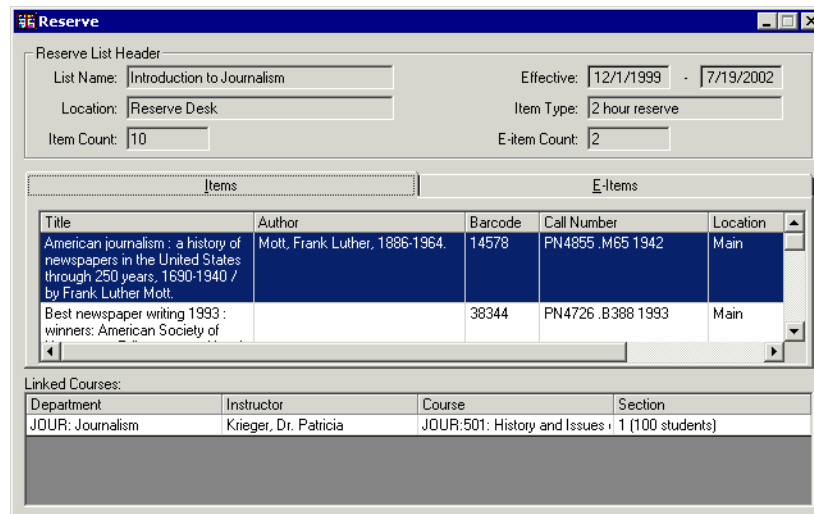 Reserve
Reserve List Header
List Name: Introduction to Journalism Effective: 12/1/1999 - 7/19/2002
Location: Reserve Desk Item Type: 2 hour reserve
Item Count: 10 E-item Count: 2
Items E-Items
Title Author Barcode Call Number Location
American journalism : a history of Mott, Frank Luther, 1886-1964. 14578 PN4855 .M65 1942 Main
newspapers in the United States
through 250 years, 1690-1940 /
by Frank Luther Mott.
Best newspaper writing 1993 : 38344 PN4726 .B388 1993 Main
winners: American Society of
Linked Courses:
Department Instructor Course Section
JOUR: Journalism Krieger, Dr. Patricia JOUR:501: History and Issues 1 (100 students)